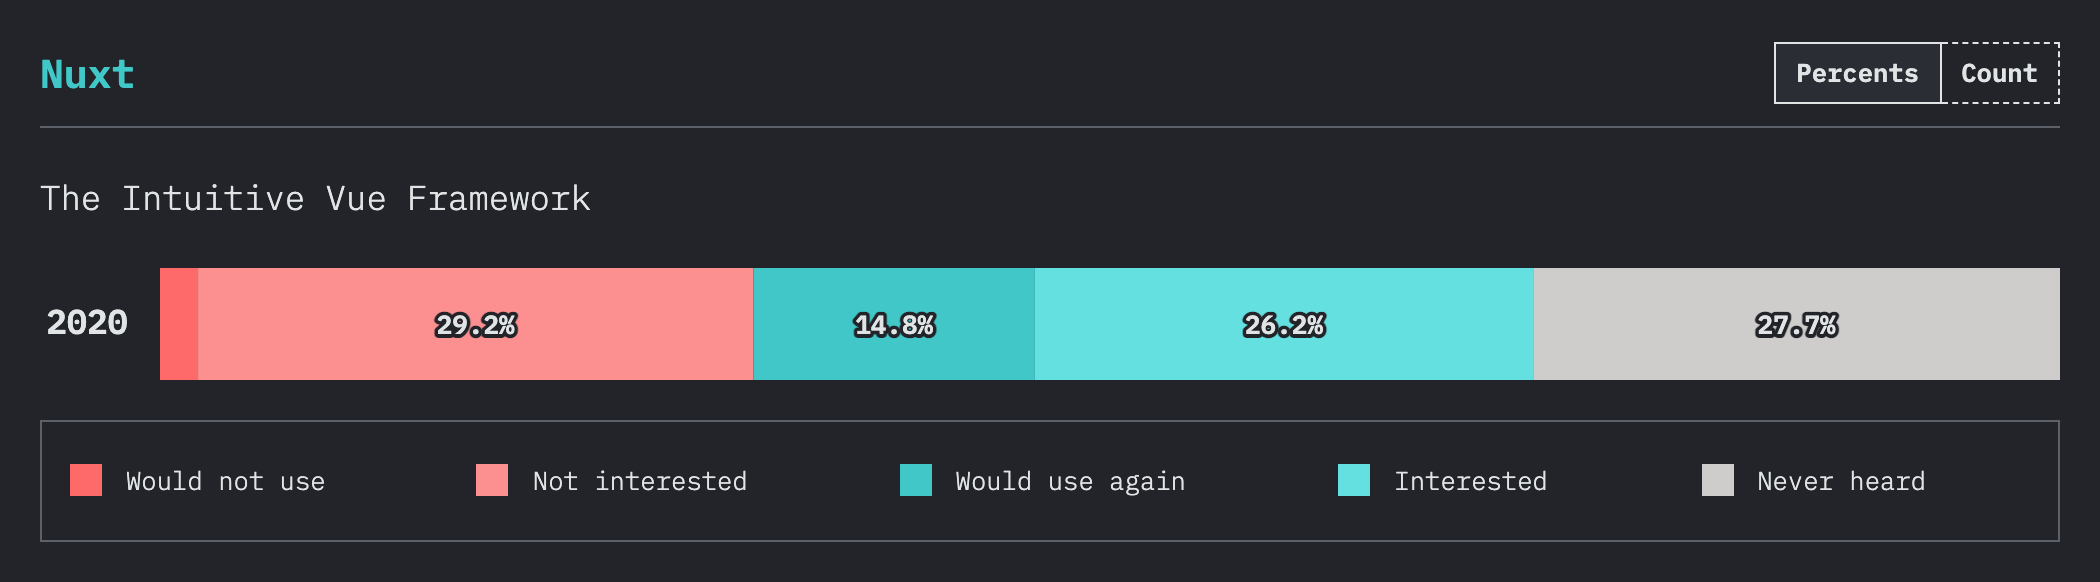 Nuxt
Percents Count
The Intuitive Vue Framework
2020 29.2% 14.8% 26.2% 27.7%
Would not use Not interested Would use again Interested Never heard